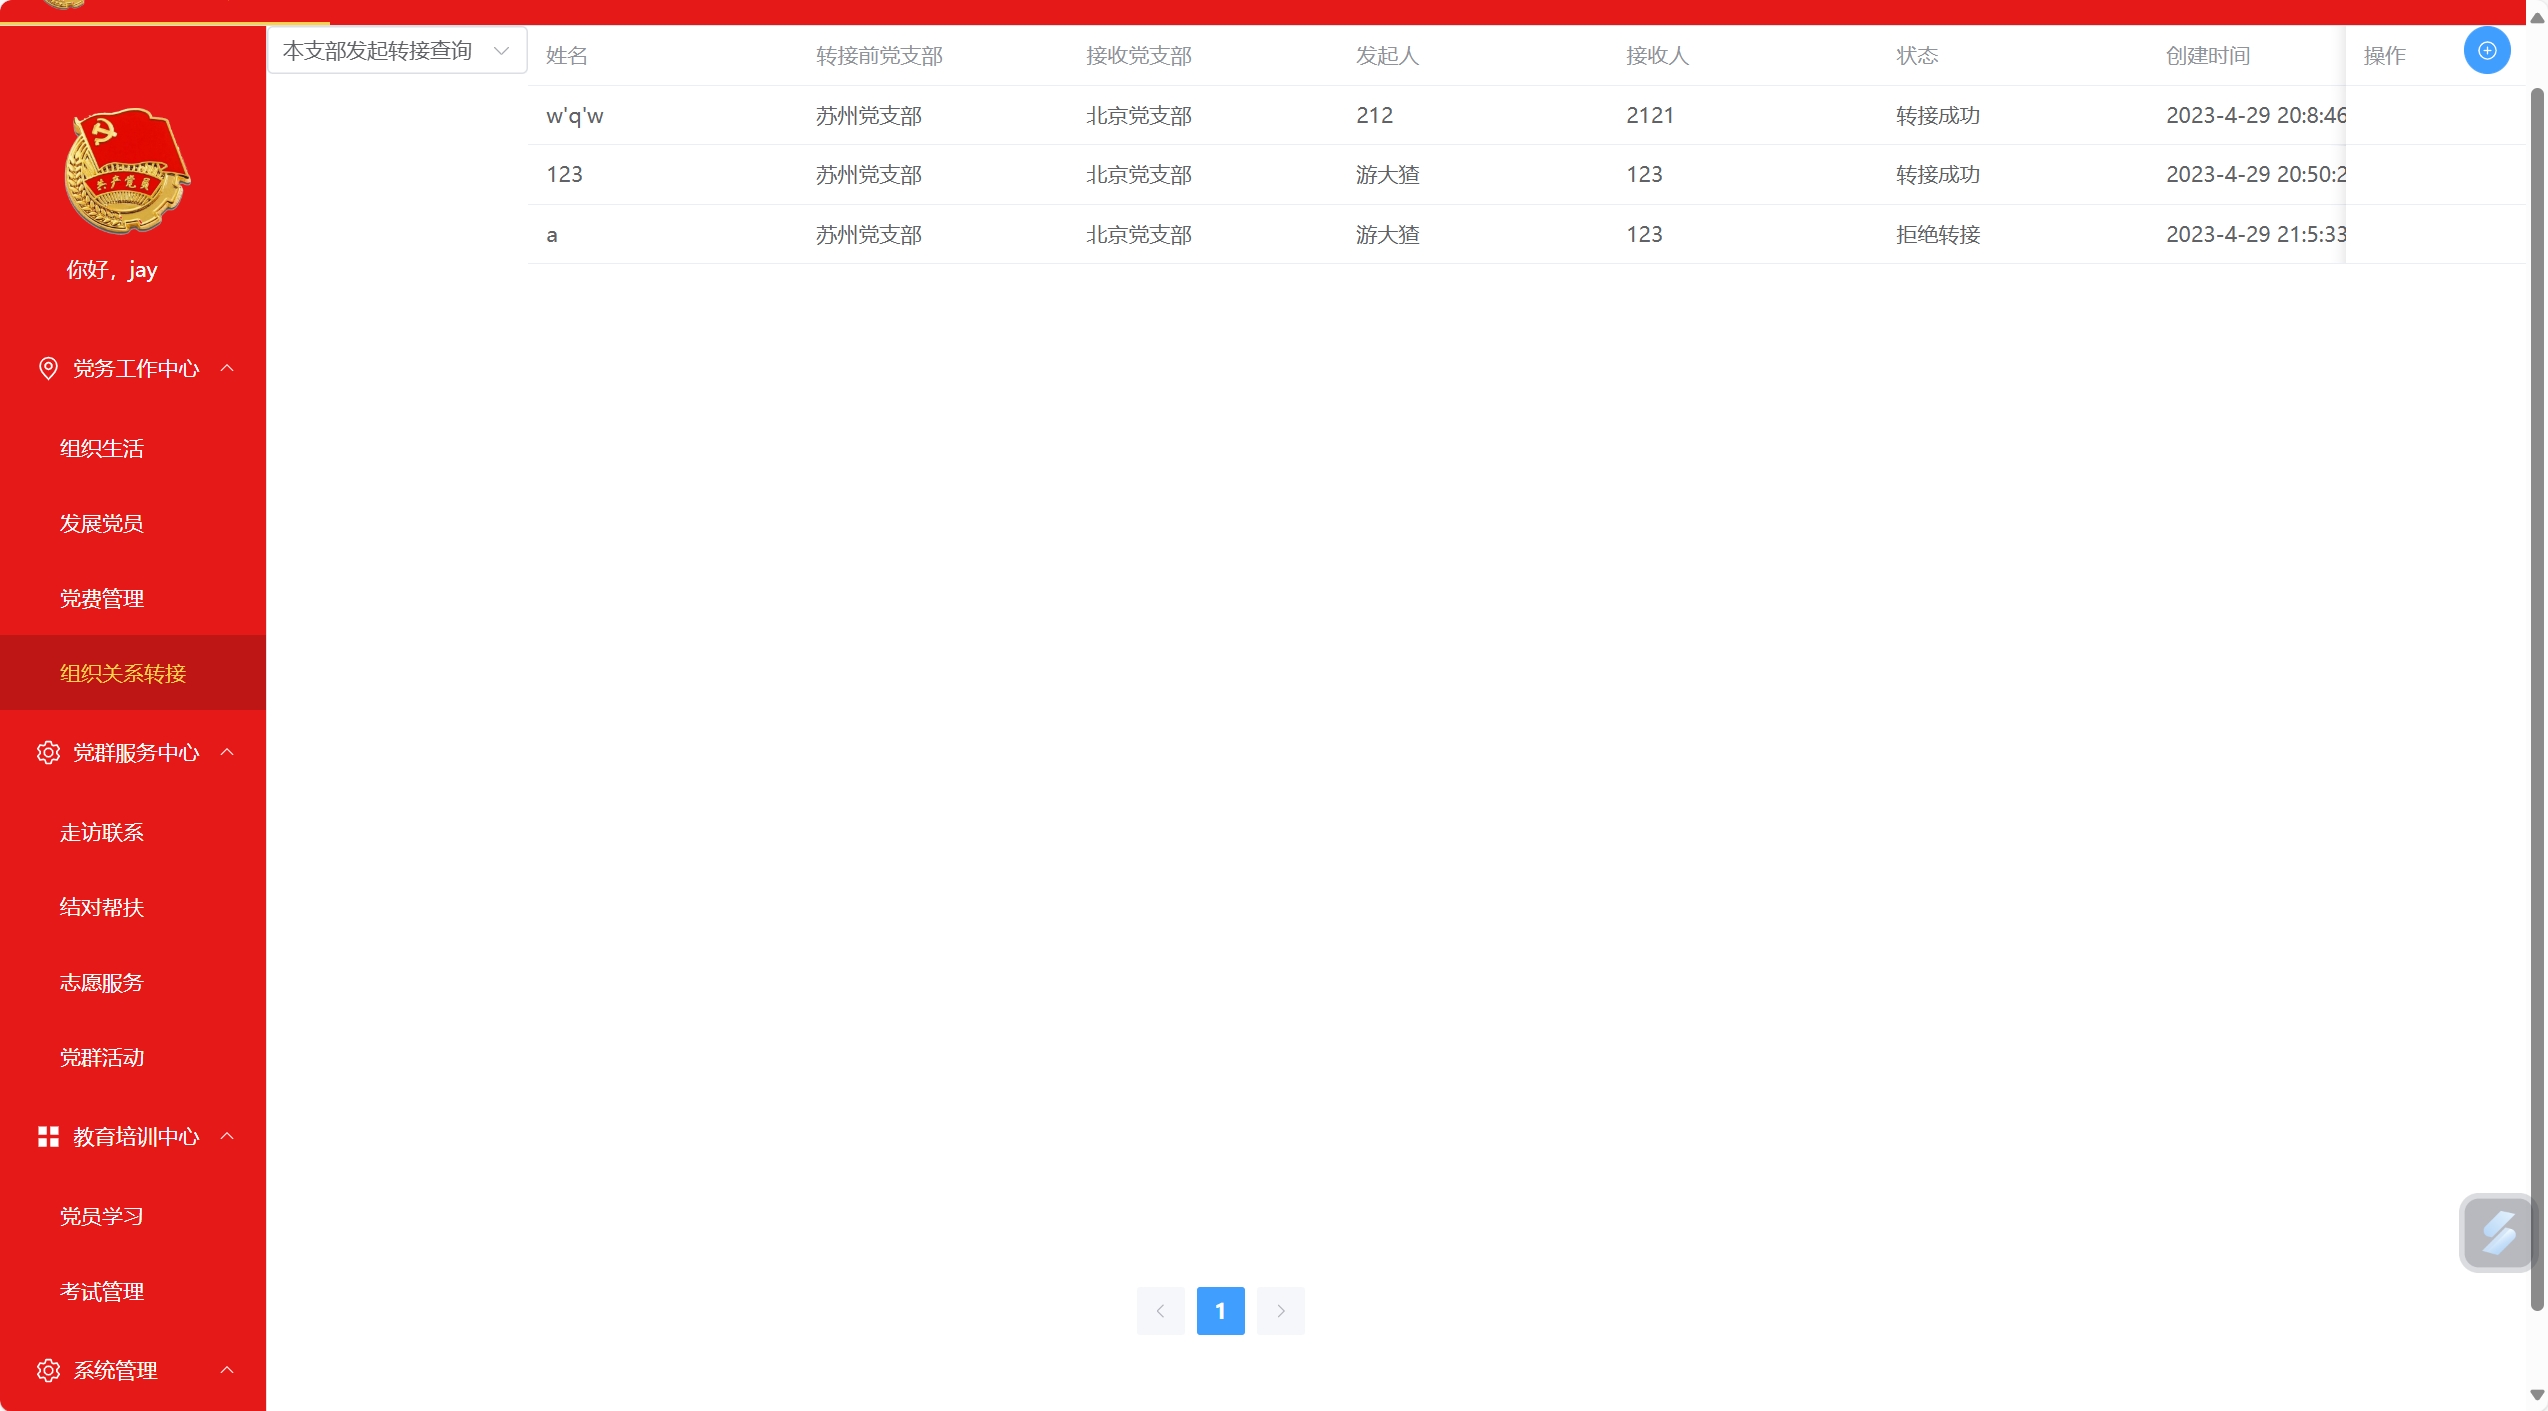 共产党员
你好，jay
党务工作中心
组织生活
发展党员
党费管理
组织关系转接
党群服务中心
走访联系
结对帮扶
志愿服务
党群活动
教育培训中心
党员学习
考试管理
系统管理
本支部发起转接查询
姓名 转接前党支部 接收党支部 发起人 接收人 状态 创建时间 操作
w'q'w 苏州党支部 北京党支部 212 2121 转接成功 2023-4-29 20:8:46
123 苏州党支部 北京党支部 游大猹 123 转接成功 2023-4-29 20:50:2
a 苏州党支部 北京党支部 游大猹 123 拒绝转接 2023-4-29 21:5:33
1